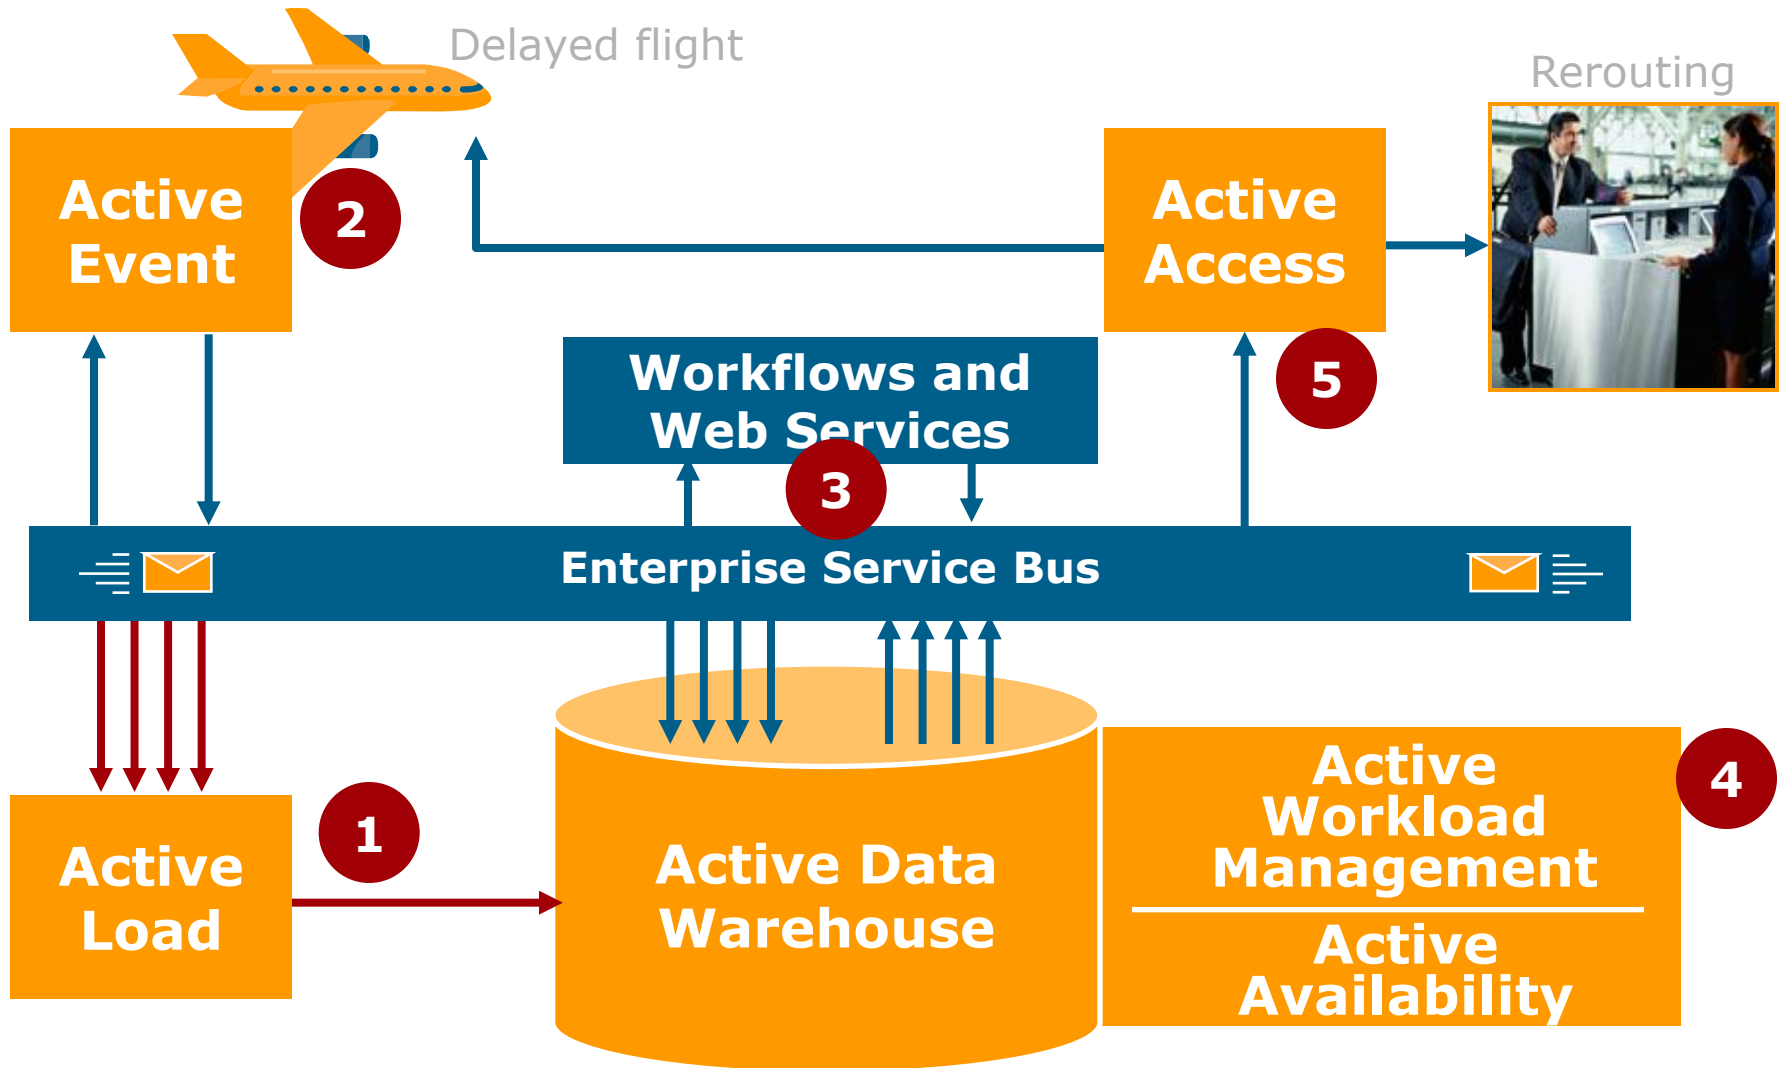 Delayed flight
Rerouting
Active
Event
2
Active
Access
Workflows and
Web Services
3
5
Enterprise Service Bus
Active
Load
1
Active Data
Warehouse
Active
Workload
Management
4
Active
Availability